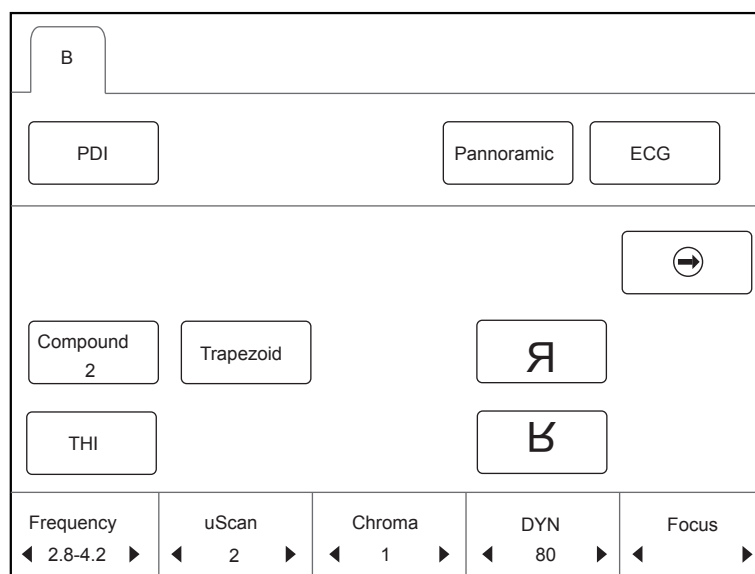 B
PDI
Pannoramic
ECG
Compound
2
Trapezoid
Я
THI
R
Frequency
2.8-4.2
uScan
2
Chroma
1
DYN
80
Focus